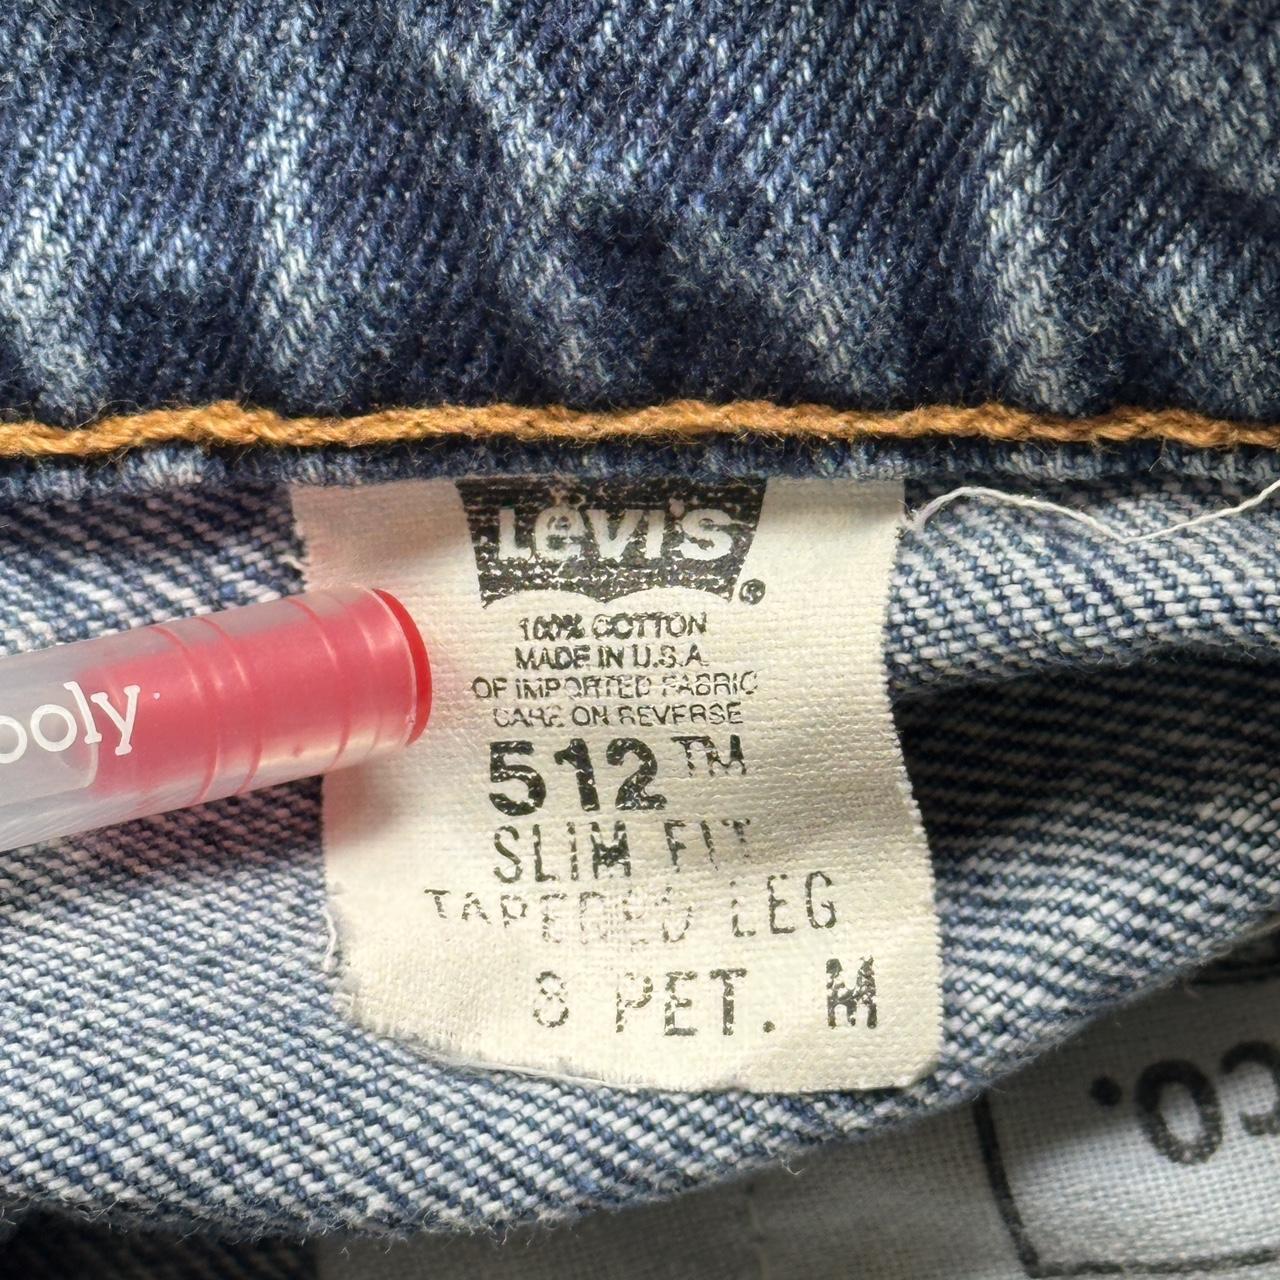 Levi's®
100% COTTON
MADE IN U.S.A.
OF IMPORTED FABRIC
CARE ON REVERSE
512™
SLIM FIT
TAPERED LEG
8 PET. M
ooly
CO.